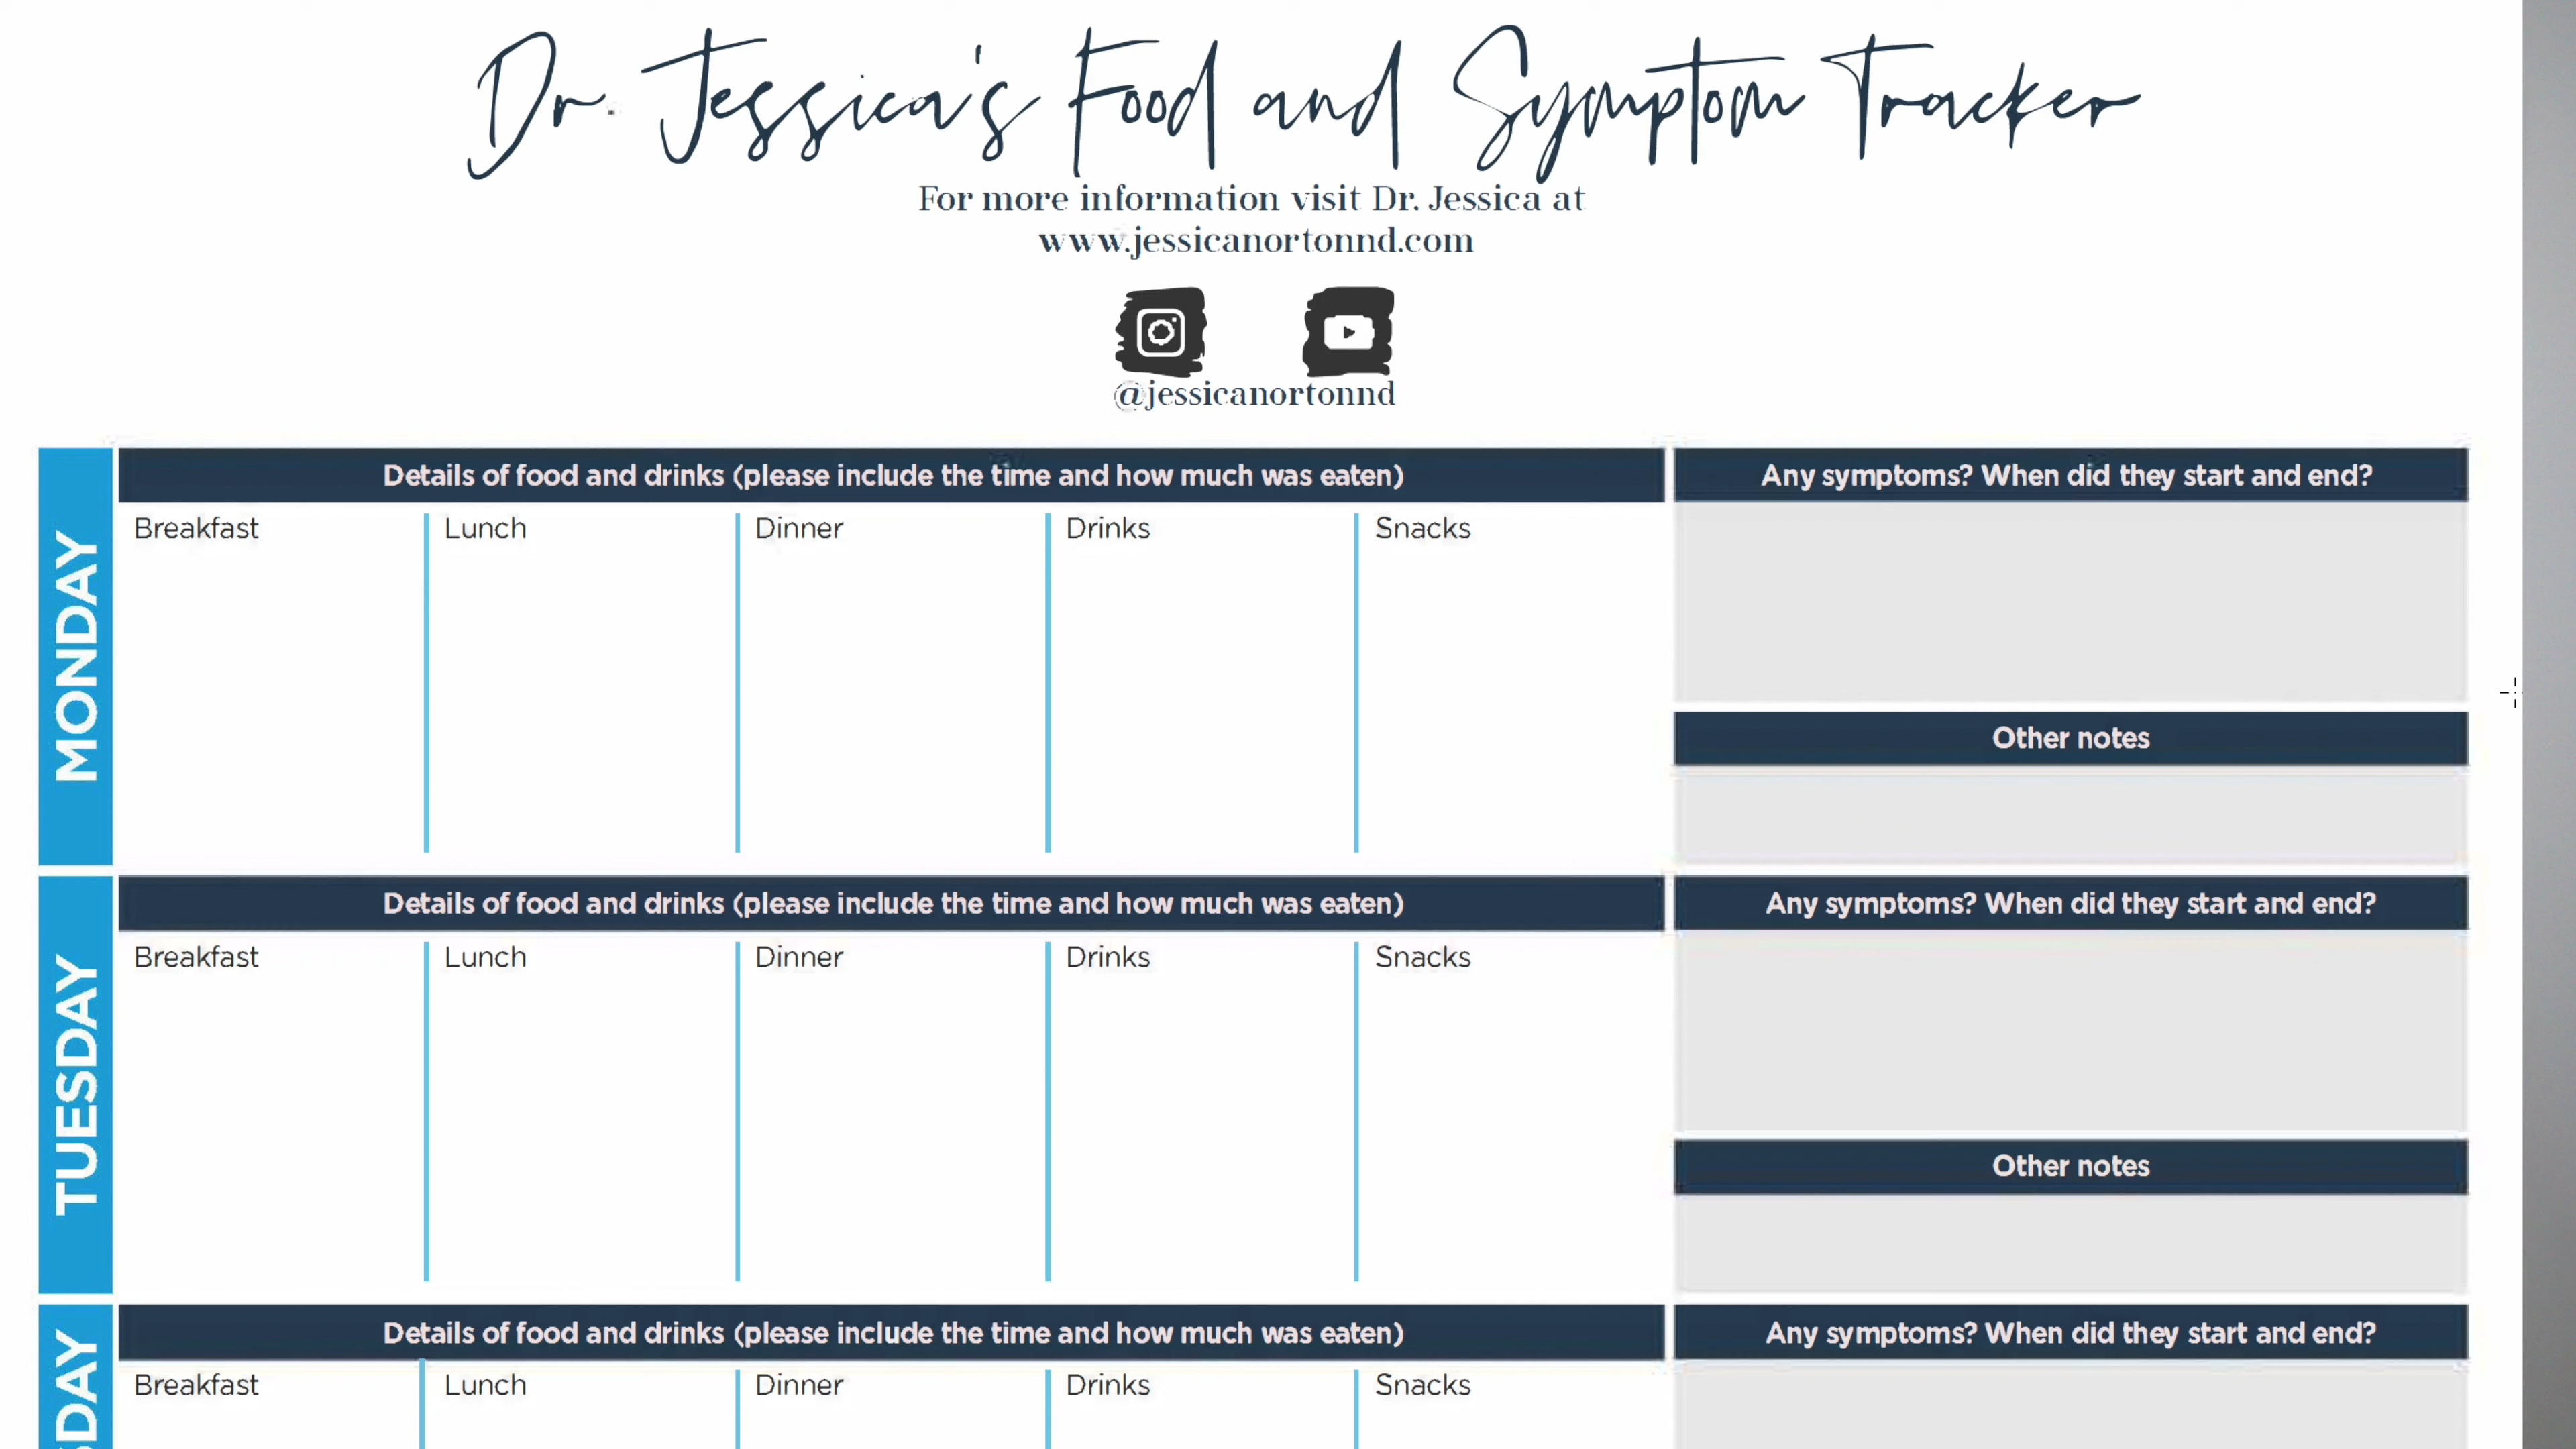 Dr. Jessica's Food and Symptom Tracker
For more information visit Dr. Jessica at
www.jessicanortonnd.com
@jessicanortonnd
MONDAY
Details of food and drinks (please include the time and how much was eaten)
Any symptoms? When did they start and end?
Breakfast
Lunch
Dinner
Drinks
Snacks
Other notes
TUESDAY
Details of food and drinks (please include the time and how much was eaten)
Any symptoms? When did they start and end?
Breakfast
Lunch
Dinner
Drinks
Snacks
Other notes
Details of food and drinks (please include the time and how much was eaten)
Any symptoms? When did they start and end?
Breakfast
Lunch
Dinner
Drinks
Snacks